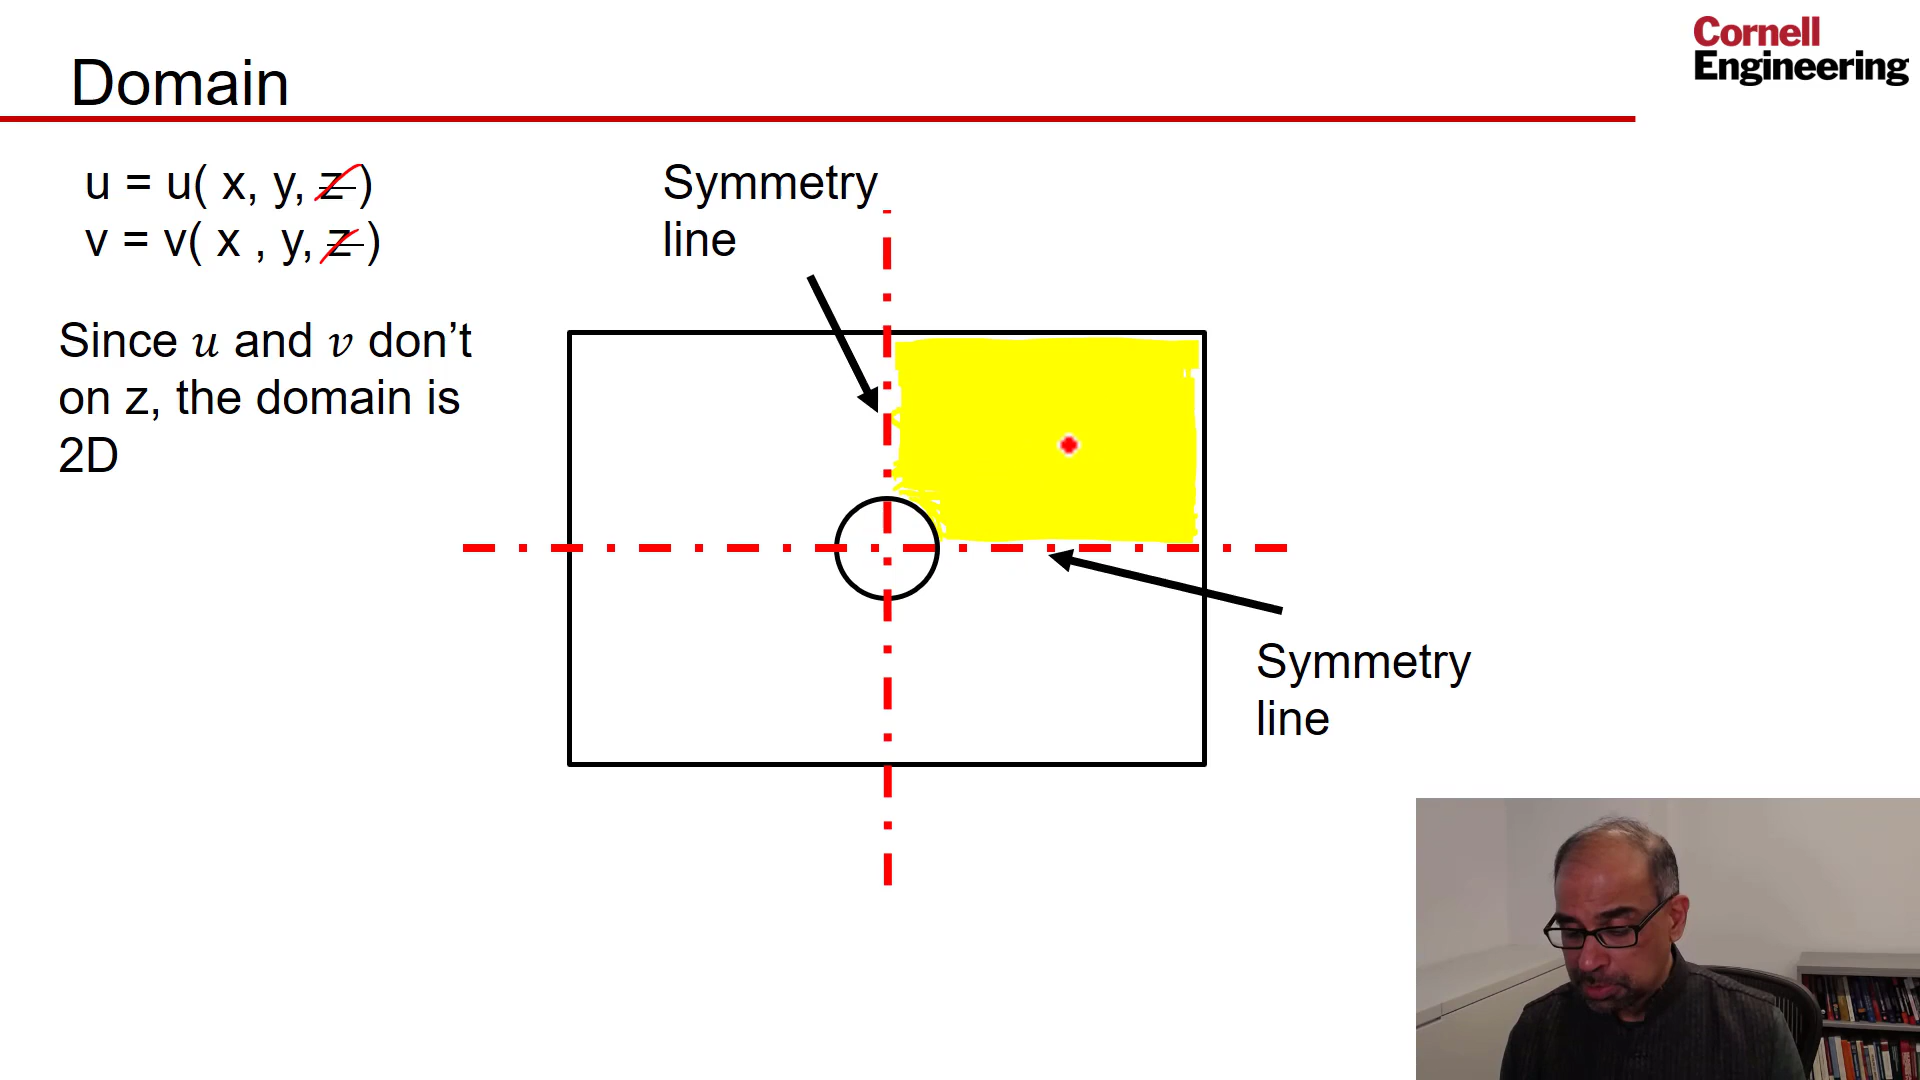 Cornell
Engineering
Domain
u = u( x, y, z )
v = v( x , y, z )
Since u and v don’t
on z, the domain is
2D
Symmetry
line
Symmetry
line